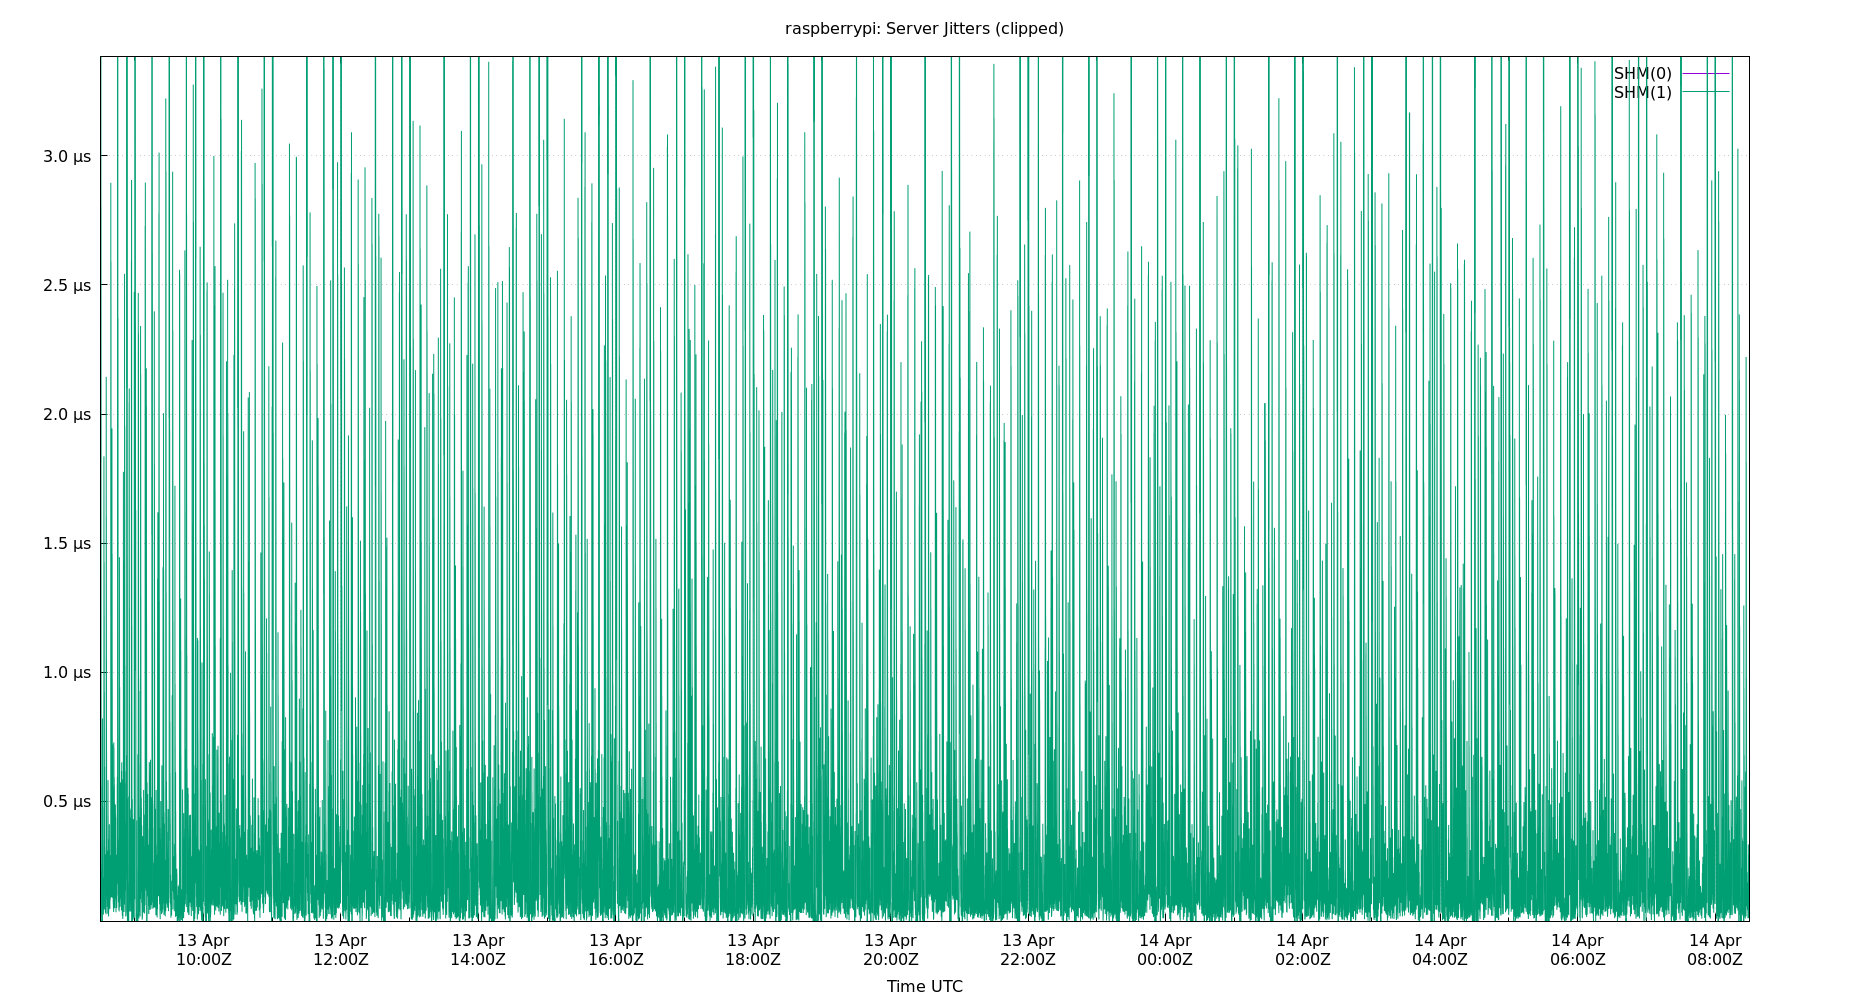 raspberrypi: Server Jitters (clipped)
SHM(0)
SHM(1)
3.0 µs
2.5 µs
2.0 µs
1.5 µs
1.0 µs
0.5 µs
13 Apr 13 Apr 13 Apr 13 Apr 13 Apr 13 Apr 13 Apr 14 Apr 14 Apr 14 Apr 14 Apr 14 Apr
10:00Z 12:00Z 14:00Z 16:00Z 18:00Z 20:00Z 22:00Z 00:00Z 02:00Z 04:00Z 06:00Z 08:00Z
Time UTC